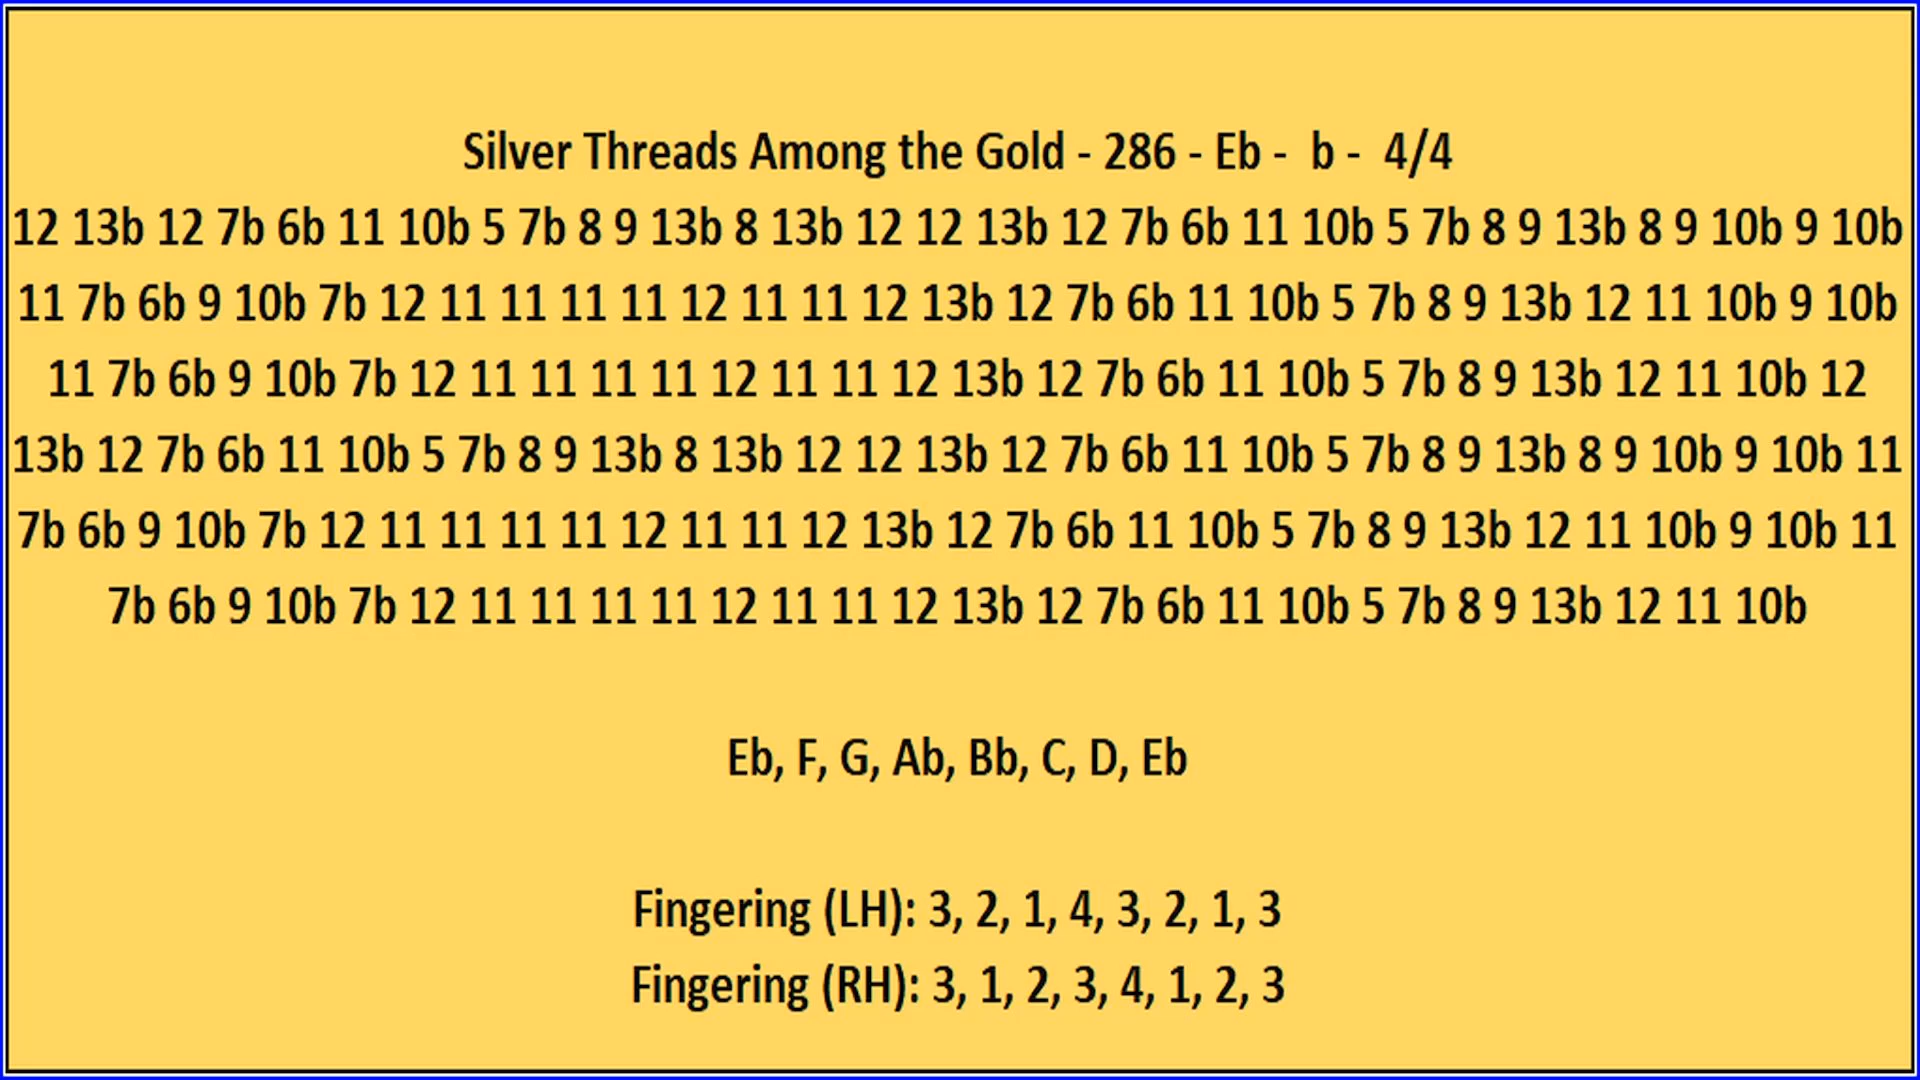 Silver Threads Among the Gold - 286 - Eb -  b -  4/4
12 13b 12 7b 6b 11 10b 5 7b 8 9 13b 8 13b 12 12 13b 12 7b 6b 11 10b 5 7b 8 9 13b 8 9 10b 9 10b
11 7b 6b 9 10b 7b 12 11 11 11 11 12 11 11 12 13b 12 7b 6b 11 10b 5 7b 8 9 13b 12 11 10b 9 10b
11 7b 6b 9 10b 7b 12 11 11 11 11 12 11 11 12 13b 12 7b 6b 11 10b 5 7b 8 9 13b 12 11 10b 12
13b 12 7b 6b 11 10b 5 7b 8 9 13b 8 13b 12 12 13b 12 7b 6b 11 10b 5 7b 8 9 13b 8 9 10b 9 10b 11
7b 6b 9 10b 7b 12 11 11 11 11 12 11 11 12 13b 12 7b 6b 11 10b 5 7b 8 9 13b 12 11 10b 9 10b 11
7b 6b 9 10b 7b 12 11 11 11 11 12 11 11 12 13b 12 7b 6b 11 10b 5 7b 8 9 13b 12 11 10b
Eb, F, G, Ab, Bb, C, D, Eb
Fingering (LH): 3, 2, 1, 4, 3, 2, 1, 3
Fingering (RH): 3, 1, 2, 3, 4, 1, 2, 3